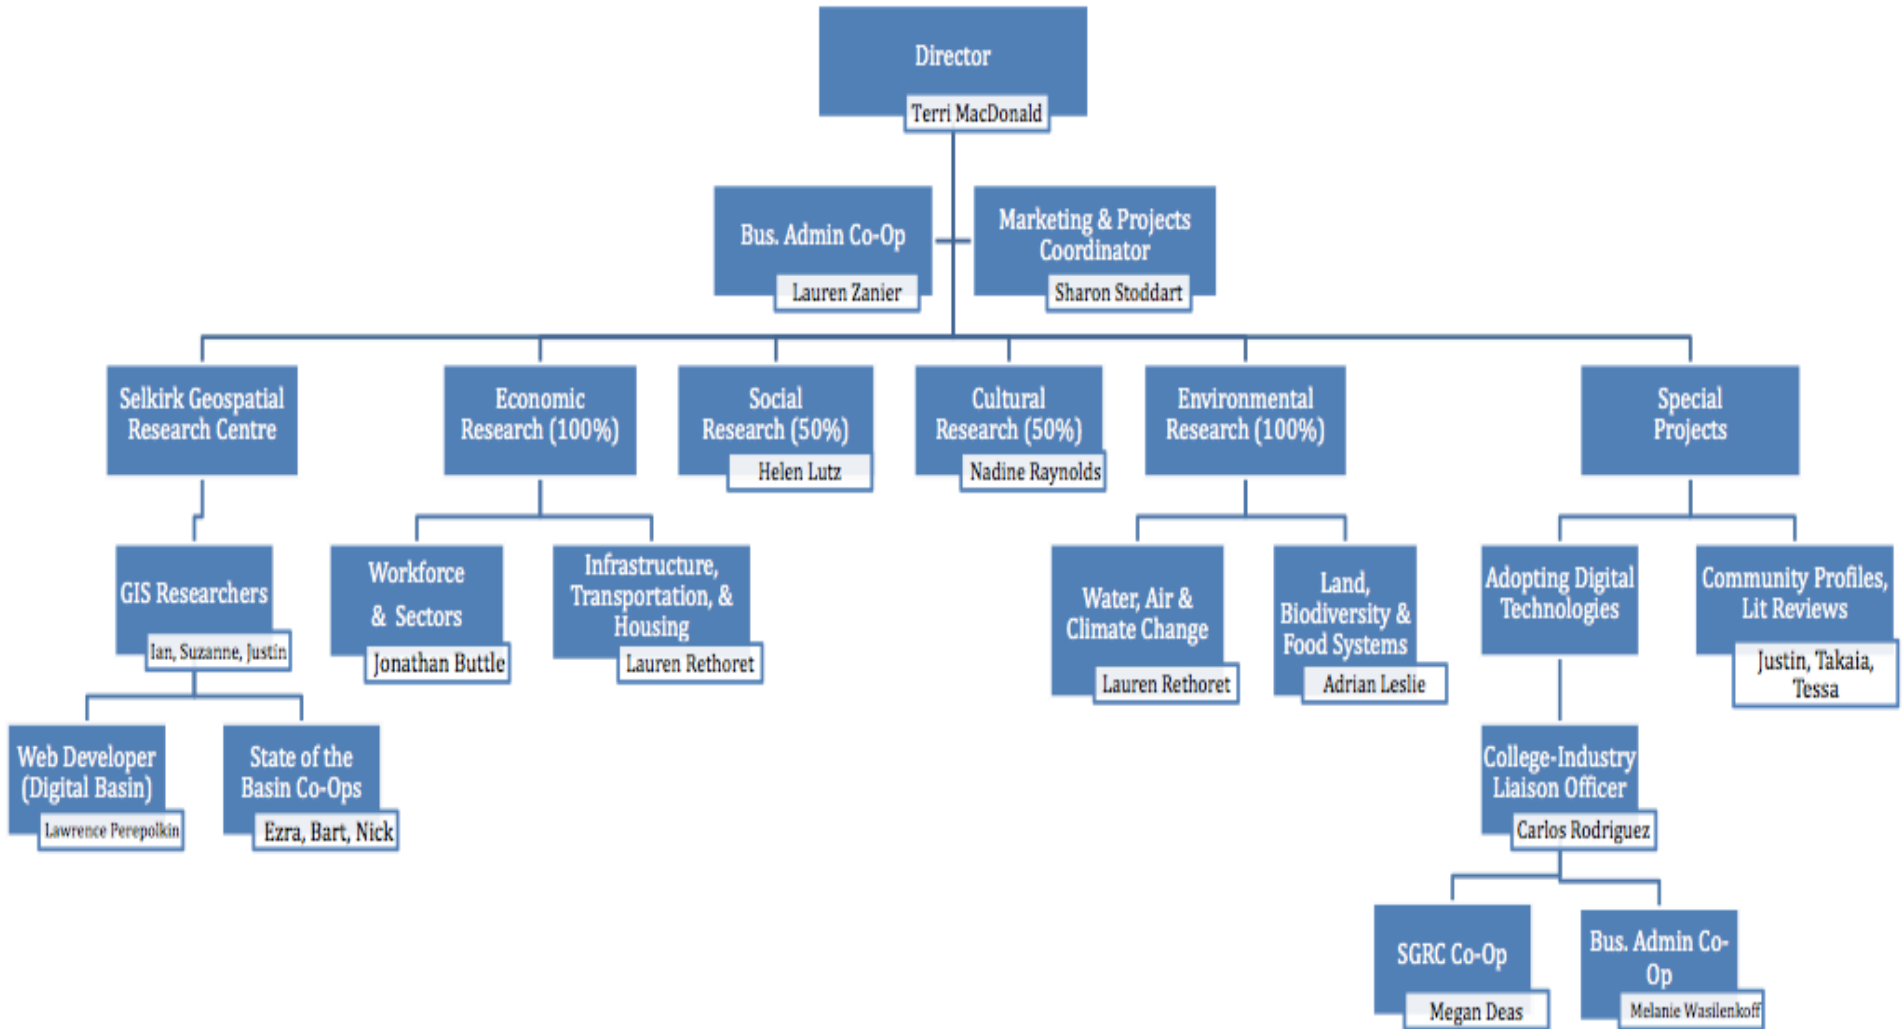 Director
Terri MacDonald
Bus. Admin Co-Op
Lauren Zanier
Marketing & Projects
Coordinator
Sharon Stoddart
Selkirk Geospatial
Research Centre
Economic
Research (100%)
Social
Research (50%)
Helen Lutz
Cultural
Research (50%)
Nadine Raynolds
Environmental
Research (100%)
Special
Projects
GIS Researchers
Ian, Suzanne, Justin
Workforce
& Sectors
Jonathan Buttle
Infrastructure,
Transportation, &
Housing
Lauren Rethoret
Water, Air &
Climate Change
Lauren Rethoret
Land,
Biodiversity &
Food Systems
Adrian Leslie
Adopting Digital
Technologies
Community Profiles,
Lit Reviews
Justin, Takaia,
Tessa
Web Developer
(Digital Basin)
Lawrence Perepolkin
State of the
Basin Co-Ops
Ezra, Bart, Nick
College-Industry
Liaison Officer
Carlos Rodriguez
SGRC Co-Op
Megan Deas
Bus. Admin Co-
Op
Melanie Wasilenkoff